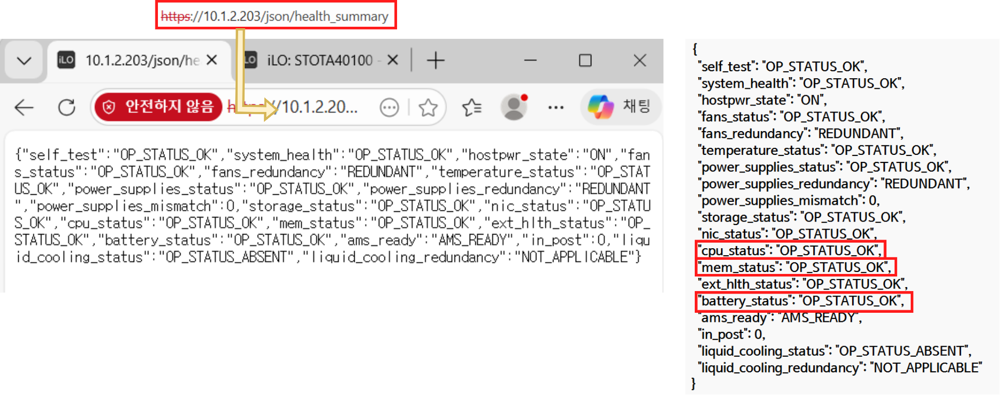 https://10.1.2.203/json/health_summary
iLO 10.1.2.203/json/he
LO iLO: STOTA40100 -
안전하지 않음 https://10.1.2.20...
채팅
{"self_test":"OP_STATUS_OK","system_health":"OP_STATUS_OK","hostpwr_state":"ON","fan
s_status":"OP_STATUS_OK","fans_redundancy":"REDUNDANT","temperature_status":"OP_STAT
US_OK","power_supplies_status":"OP_STATUS_OK","power_supplies_redundancy":"REDUNDANT
","power_supplies_mismatch":0,"storage_status":"OP_STATUS_OK","nic_status":"OP_STATU
S_OK","cpu_status":"OP_STATUS_OK","mem_status":"OP_STATUS_OK","ext_hlth_status":"OP_
STATUS_OK","battery_status":"OP_STATUS_OK","ams_ready":"AMS_READY","in_post":0,"liqu
id_cooling_status":"OP_STATUS_ABSENT","liquid_cooling_redundancy":"NOT_APPLICABLE"}
{
"self_test": "OP_STATUS_OK",
"system_health": "OP_STATUS_OK",
"hostpwr_state": "ON",
"fans_status": "OP_STATUS_OK",
"fans_redundancy": "REDUNDANT",
"temperature_status": "OP_STATUS_OK",
"power_supplies_status": "OP_STATUS_OK",
"power_supplies_redundancy": "REDUNDANT",
"power_supplies_mismatch": 0,
"storage_status": "OP_STATUS_OK",
"nic_status": "OP_STATUS_OK",
"cpu_status": "OP_STATUS_OK",
"mem_status": "OP_STATUS_OK",
"ext_hlth_status": "OP_STATUS_OK",
"battery_status": "OP_STATUS_OK",
"ams_ready": "AMS_READY",
"in_post": 0,
"liquid_cooling_status": "OP_STATUS_ABSENT",
"liquid_cooling_redundancy": "NOT_APPLICABLE"
}